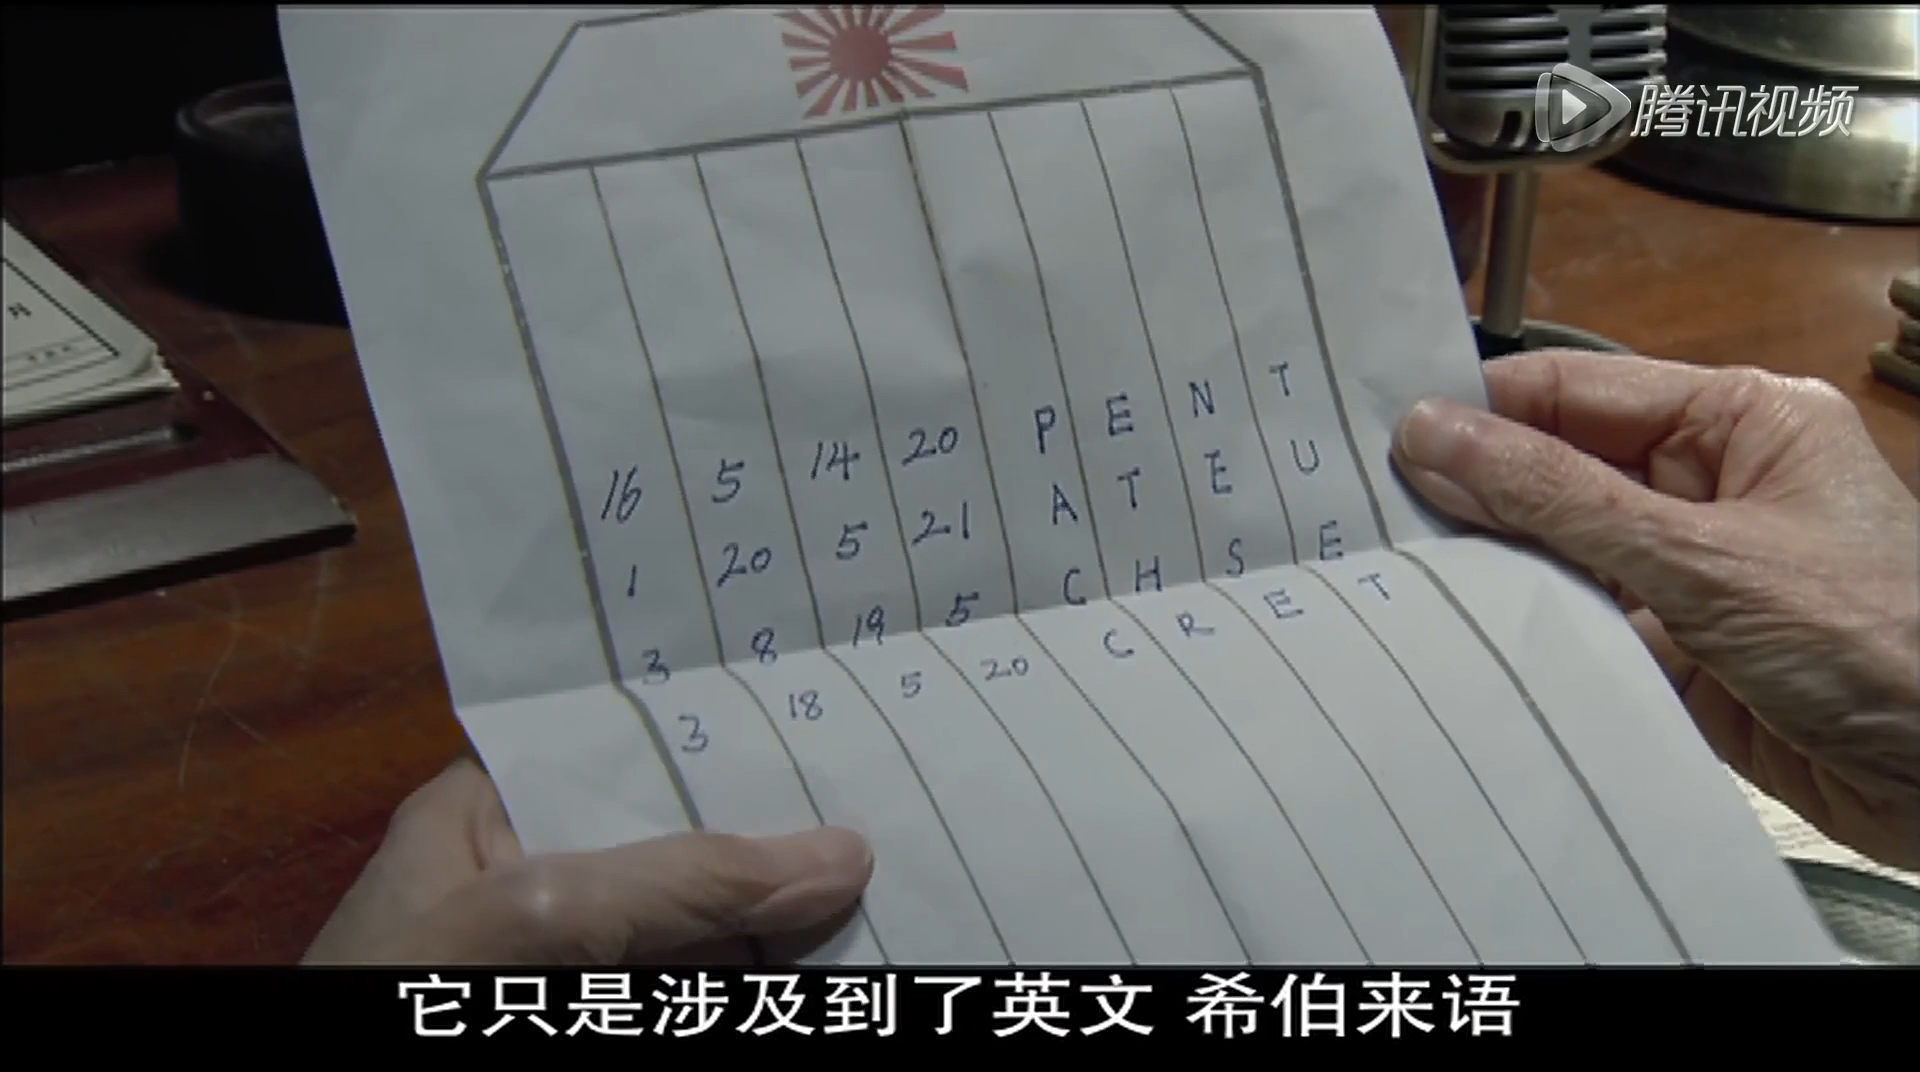 腾讯视频
月
16 5 14 20 P E N T
1 20 5 21 A T E U
3 8 19 5 C H S E
3 18 5 20 C R E T
它只是涉及到了英文 希伯来语